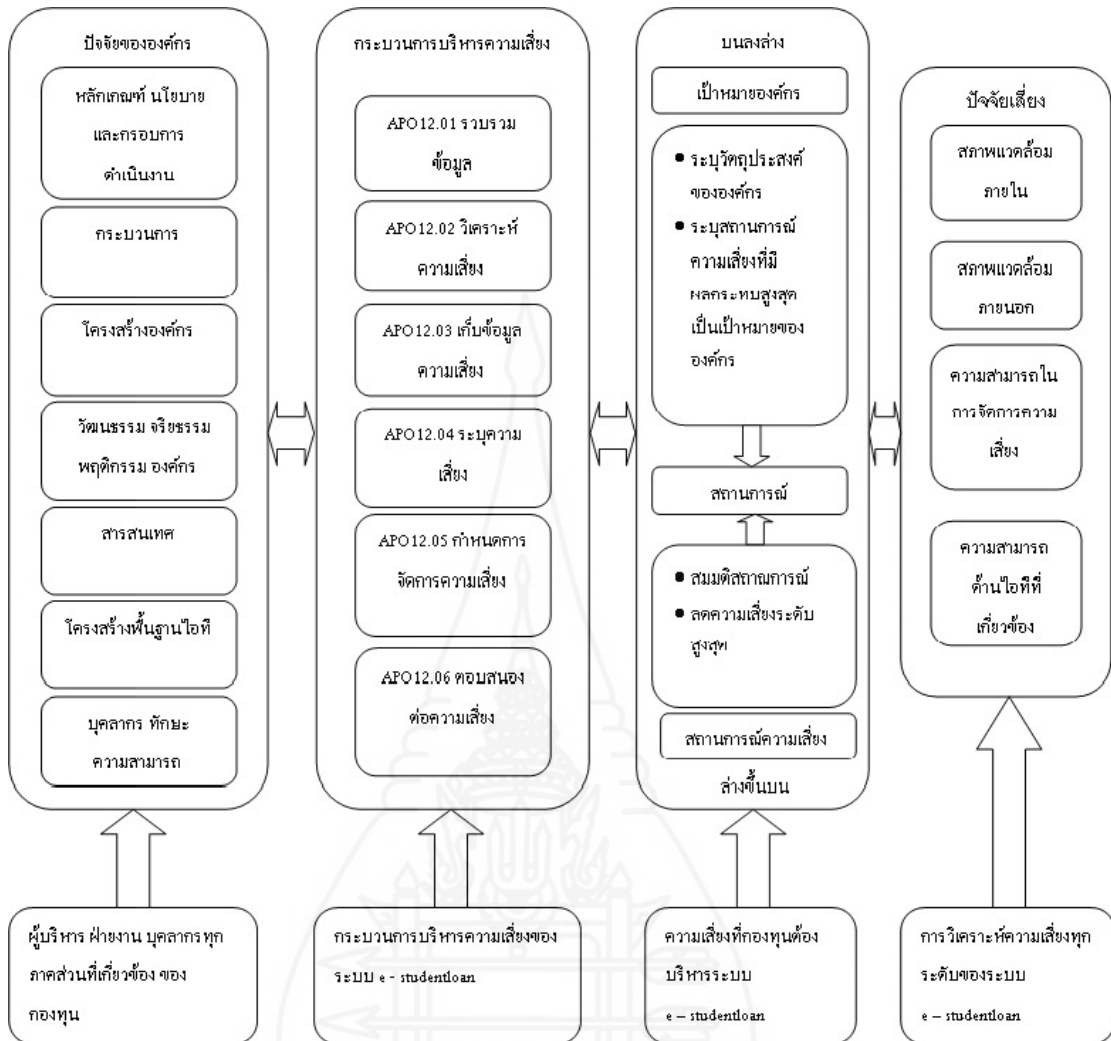 ปัจจัยขององค์กร
หลักเกณฑ์ นโยบาย
และกรอบการ
ดำเนินงาน
กระบวนการ
โครงสร้างองค์กร
วัฒนธรรม จริยธรรม
พฤติกรรม องค์กร
สารสนเทศ
โครงสร้างพื้นฐานไอที
บุคลากร ทักษะ
ความสามารถ
ผู้บริหาร ฝ่ายงาน บุคลากรทุก
ภาคส่วนที่เกี่ยวข้อง ของ
กองทุน
กระบวนการบริหารความเสี่ยง
APO12.01 รวบรวม
ข้อมูล
APO12.02 วิเคราะห์
ความเสี่ยง
APO12.03 เก็บข้อมูล
ความเสี่ยง
APO12.04 ระบุความ
เสี่ยง
APO12.05 กำหนดการ
จัดการความเสี่ยง
APO12.06 ตอบสนอง
ต่อความเสี่ยง
กระบวนการบริหารความเสี่ยงของ
ระบบ e - studentloan
บนลงล่าง
เป้าหมายองค์กร
● ระบุวัตถุประสงค์
ขององค์กร
● ระบุสถานการณ์
ความเสี่ยงที่มี
ผลกระทบสูงสุด
เป็นเป้าหมายของ
องค์กร
สถานการณ์
● สมมติสถาณการณ์
● ลดความเสี่ยงระดับ
สูงสุด
สถานการณ์ความเสี่ยง
ล่างขึ้นบน
ความเสี่ยงที่กองทุนต้อง
บริหารระบบ
e – studentloan
ปัจจัยเสี่ยง
สภาพแวดล้อม
ภายใน
สภาพแวดล้อม
ภายนอก
ความสามารถใน
การจัดการความ
เสี่ยง
ความสามารถ
ด้านไอทีที่
เกี่ยวข้อง
การวิเคราะห์ความเสี่ยงทุก
ระดับของระบบ
e – studentloan